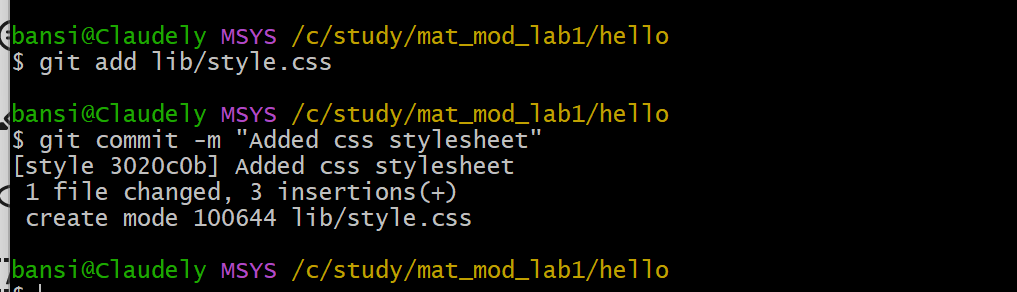 bansi@Claudely MSYS /c/study/mat_mod_lab1/hello
$ git add lib/style.css
bansi@Claudely MSYS /c/study/mat_mod_lab1/hello
$ git commit -m "Added css stylesheet"
[style 3020c0b] Added css stylesheet
 1 file changed, 3 insertions(+)
 create mode 100644 lib/style.css
bansi@Claudely MSYS /c/study/mat_mod_lab1/hello
$